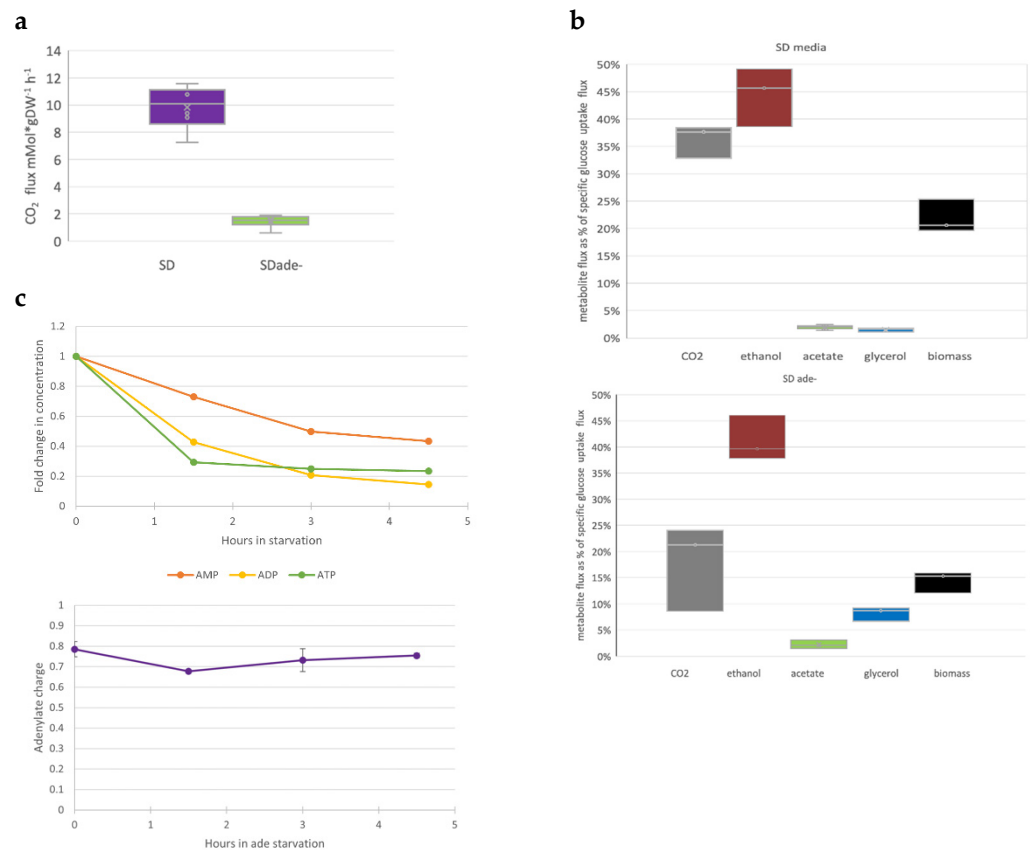 a
14
12
10
8
6
4
2
0
CO2 flux mMol*gDW-1 h-1
SD
SDade-
b
SD media
50%
45%
40%
35%
30%
25%
20%
15%
10%
5%
0%
metabolite flux as % of specific glucose uptake flux
CO2 ethanol acetate glycerol biomass
SD ade-
50%
45%
40%
35%
30%
25%
20%
15%
10%
5%
0%
metabolite flux as % of specific glucose uptake flux
CO2 ethanol acetate glycerol biomass
c
1.2
1
0.8
0.6
0.4
0.2
0
Fold change in concentration
0 1 2 3 4 5
Hours in starvation
AMP ADP ATP
1
0.9
0.8
0.7
0.6
0.5
0.4
0.3
0.2
0.1
0
Adenylate charge
0 1 2 3 4 5
Hours in ade starvation